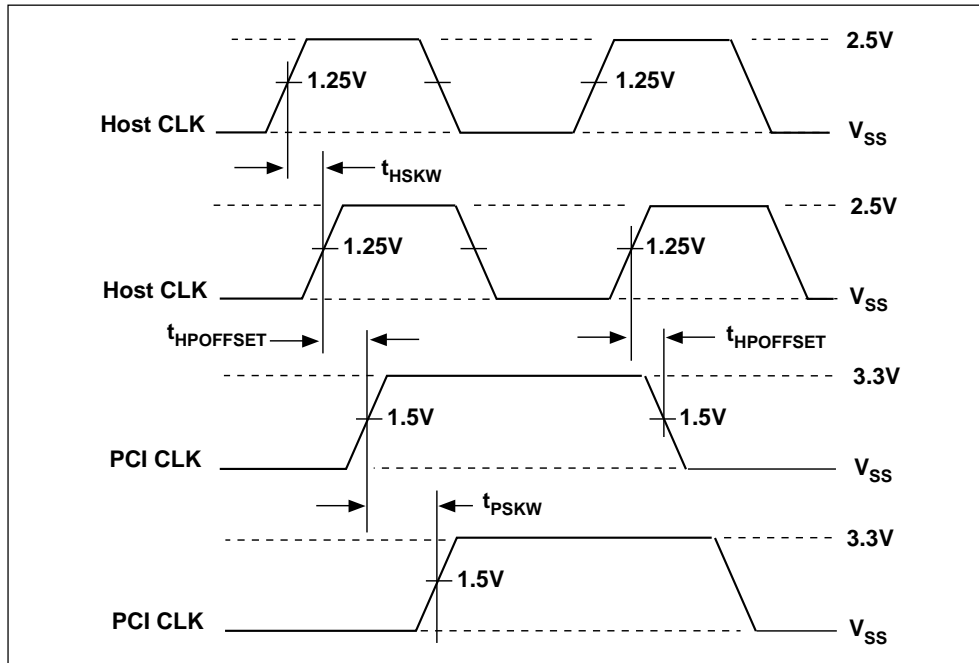 2.5V
1.25V 1.25V
Host CLK VSS
tHSKW
2.5V
1.25V 1.25V
Host CLK VSS
tHPOFFSET tHPOFFSET
3.3V
1.5V 1.5V
PCI CLK VSS
tPSKW
3.3V
1.5V
PCI CLK VSS